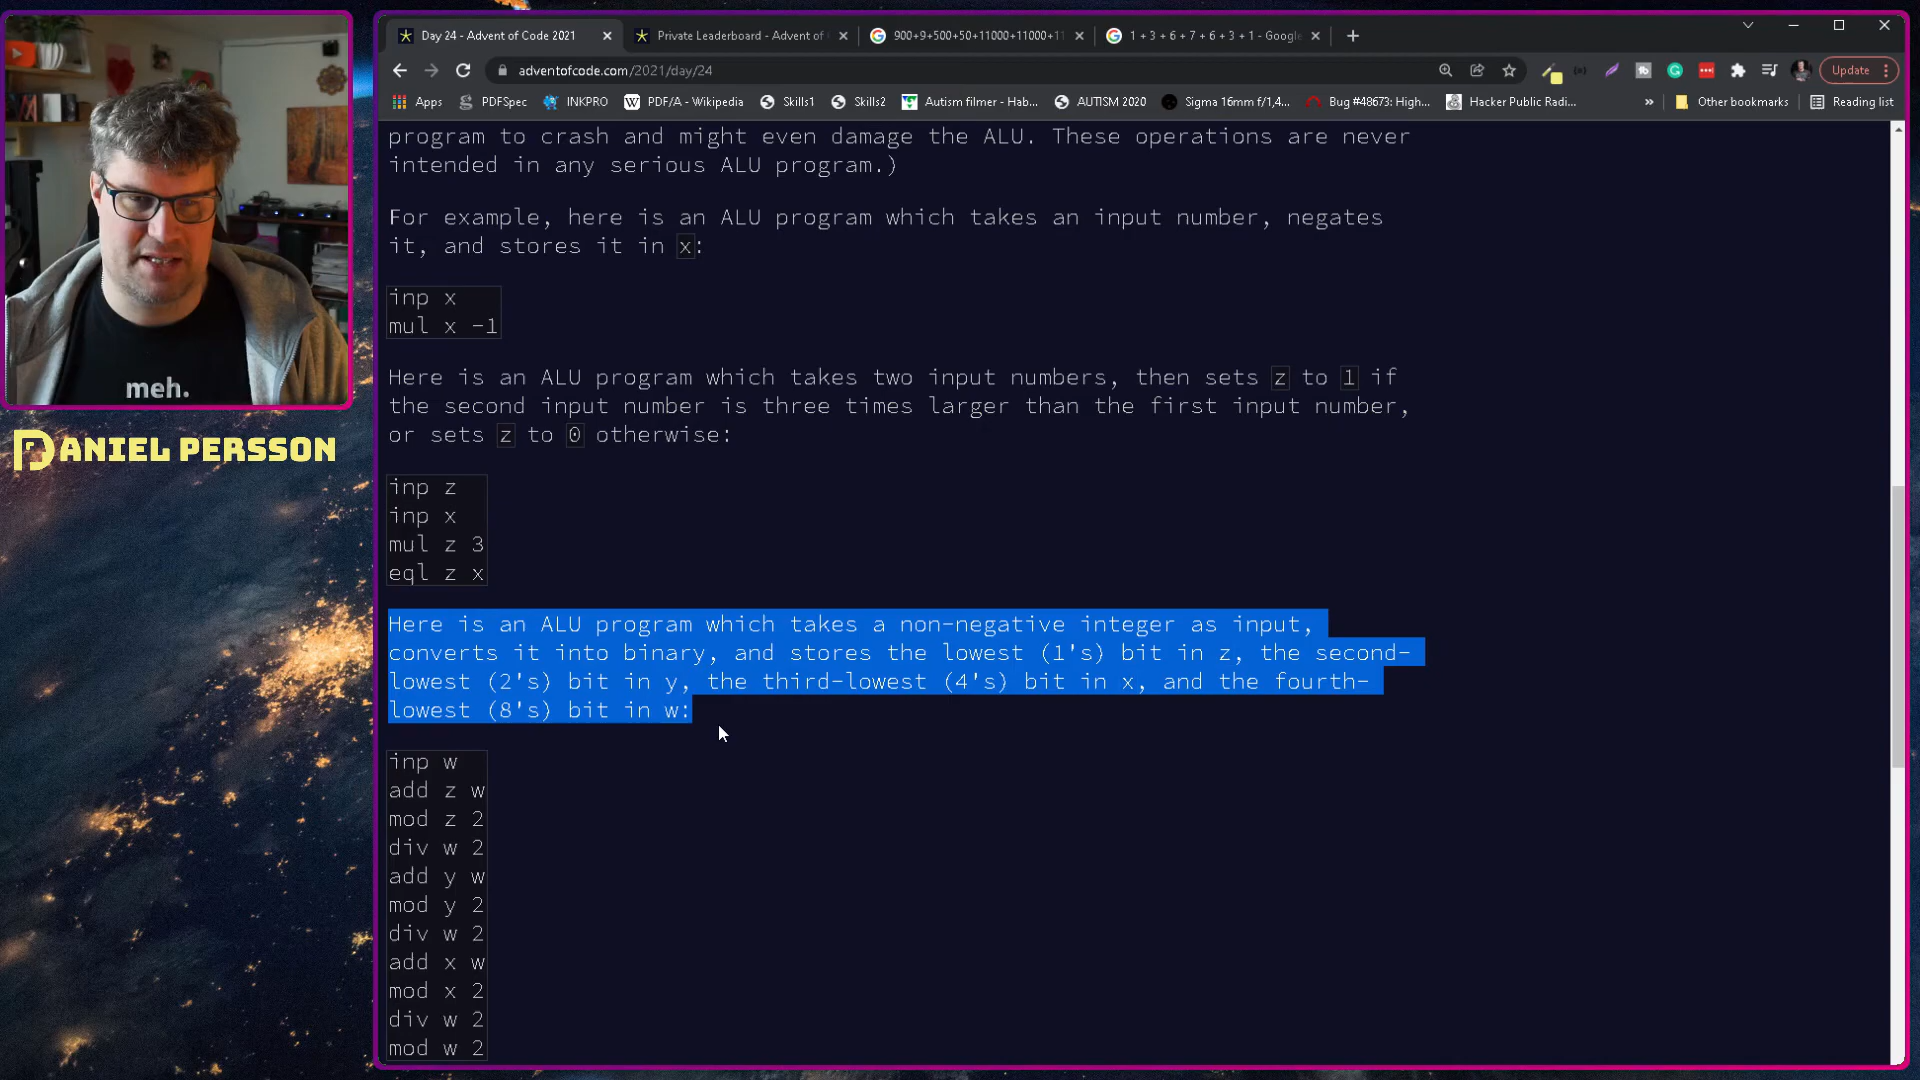 Day 24 - Advent of Code 2021
Private Leaderboard - Advent of
900+9+500+50+11000+11000+1
1 + 3 + 6 + 7 + 6 + 3 + 1 - Google
adventofcode.com/2021/day/24
Update
Apps
PDFSpec
INKPRO
PDF/A - Wikipedia
Skills1
Skills2
Autism filmer - Hab...
AUTISM 2020
Sigma 16mm f/1,4...
Bug #48673: High...
Hacker Public Radi...
»
Other bookmarks
Reading list
program to crash and might even damage the ALU. These operations are never
intended in any serious ALU program.)
For example, here is an ALU program which takes an input number, negates
it, and stores it in x:
inp x
mul x -1
Here is an ALU program which takes two input numbers, then sets z to 1 if
the second input number is three times larger than the first input number,
or sets z to 0 otherwise:
inp z
inp x
mul z 3
eql z x
Here is an ALU program which takes a non-negative integer as input,
converts it into binary, and stores the lowest (1's) bit in z, the second-
lowest (2's) bit in y, the third-lowest (4's) bit in x, and the fourth-
lowest (8's) bit in w:
inp w
add z w
mod z 2
div w 2
add y w
mod y 2
div w 2
add x w
mod x 2
div w 2
mod w 2
meh.
DANIEL PERSSON